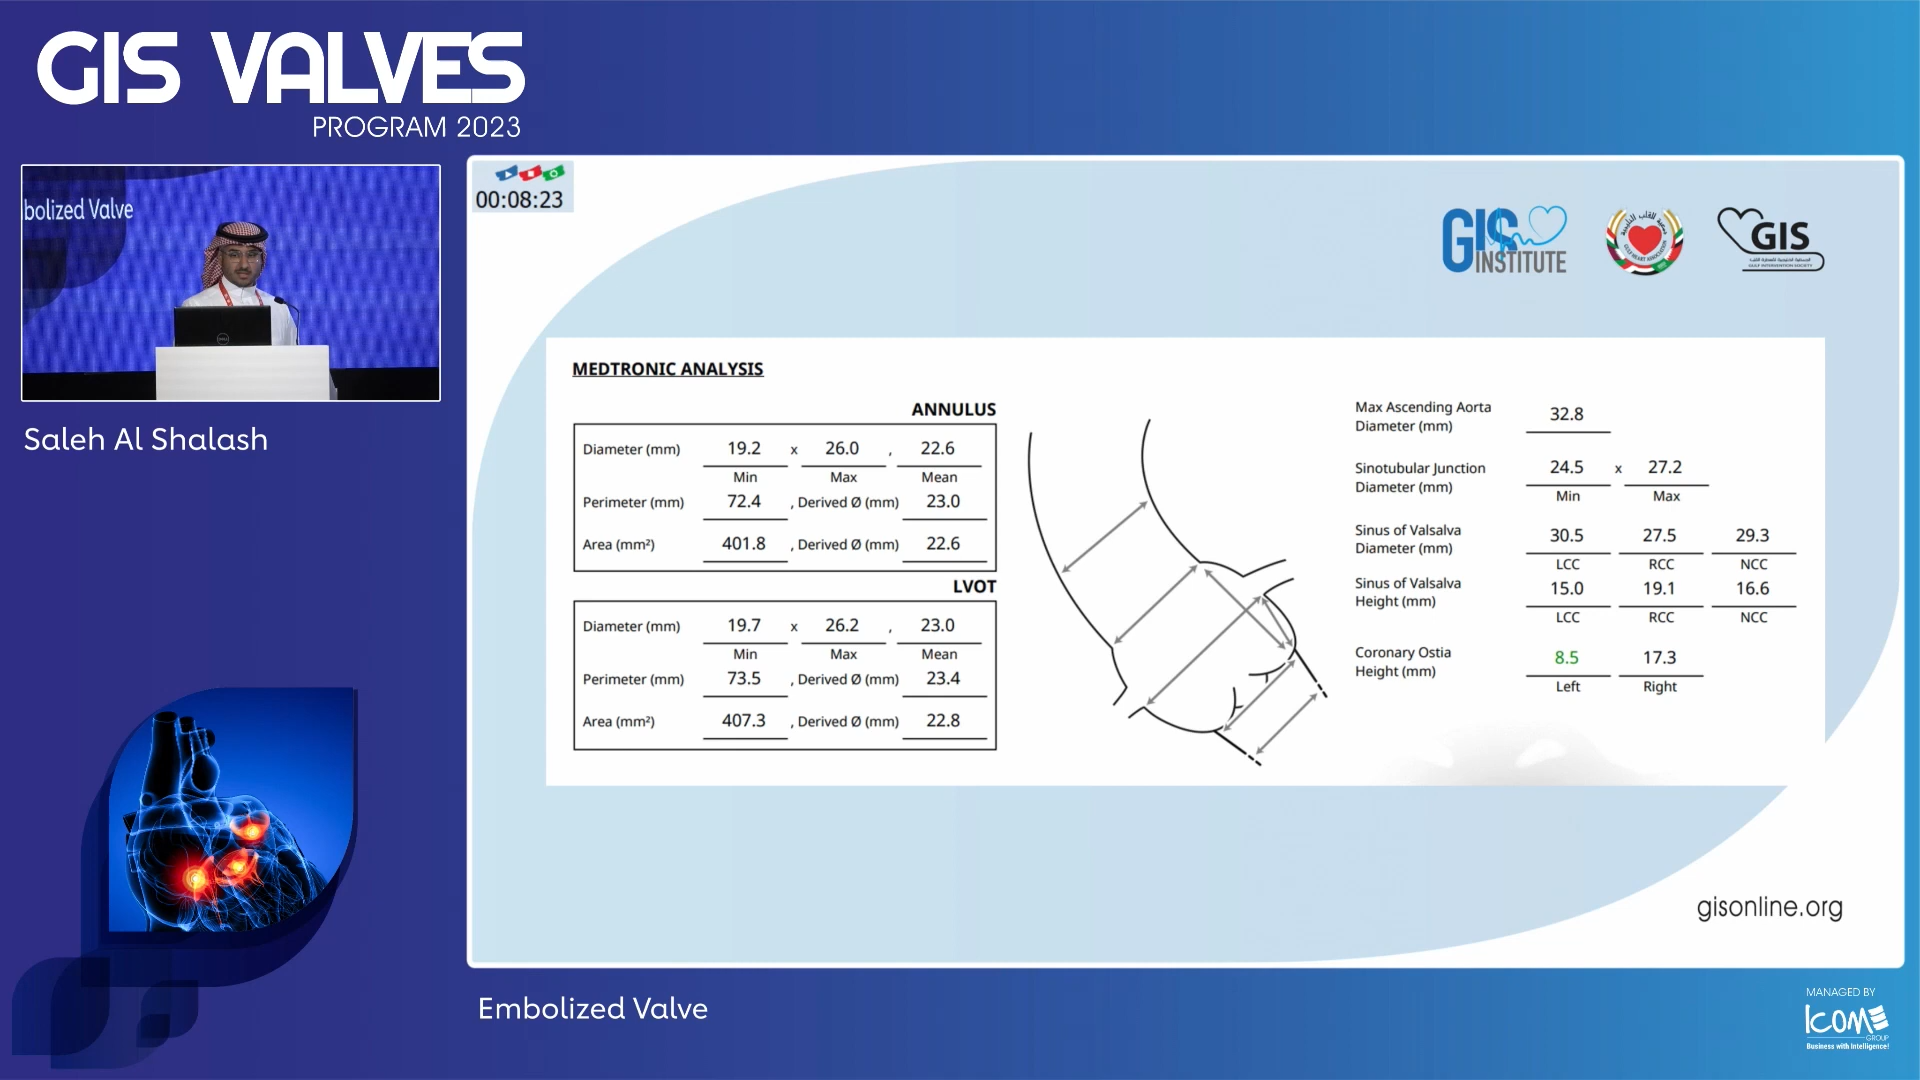 GIS VALVES
PROGRAM 2023
bolized Valve
Saleh Al Shalash
00:08:23
GIS
INSTITUTE
GIS
MEDTRONIC ANALYSIS
ANNULUS
Diameter (mm) 19.2 x 26.0 , 22.6
Min Max Mean
Perimeter (mm) 72.4 , Derived Ø (mm) 23.0
Area (mm²) 401.8 , Derived Ø (mm) 22.6
LVOT
Diameter (mm) 19.7 x 26.2 , 23.0
Min Max Mean
Perimeter (mm) 73.5 , Derived Ø (mm) 23.4
Area (mm²) 407.3 , Derived Ø (mm) 22.8
Max Ascending Aorta
Diameter (mm) 32.8
Sinotubular Junction
Diameter (mm) 24.5 x 27.2
Min Max
Sinus of Valsalva
Diameter (mm) 30.5 27.5 29.3
LCC RCC NCC
Sinus of Valsalva
Height (mm) 15.0 19.1 16.6
LCC RCC NCC
Coronary Ostia
Height (mm) 8.5 17.3
Left Right
gisonline.org
Embolized Valve
MANAGED BY
ICOM
GROUP
Business with Intelligence!